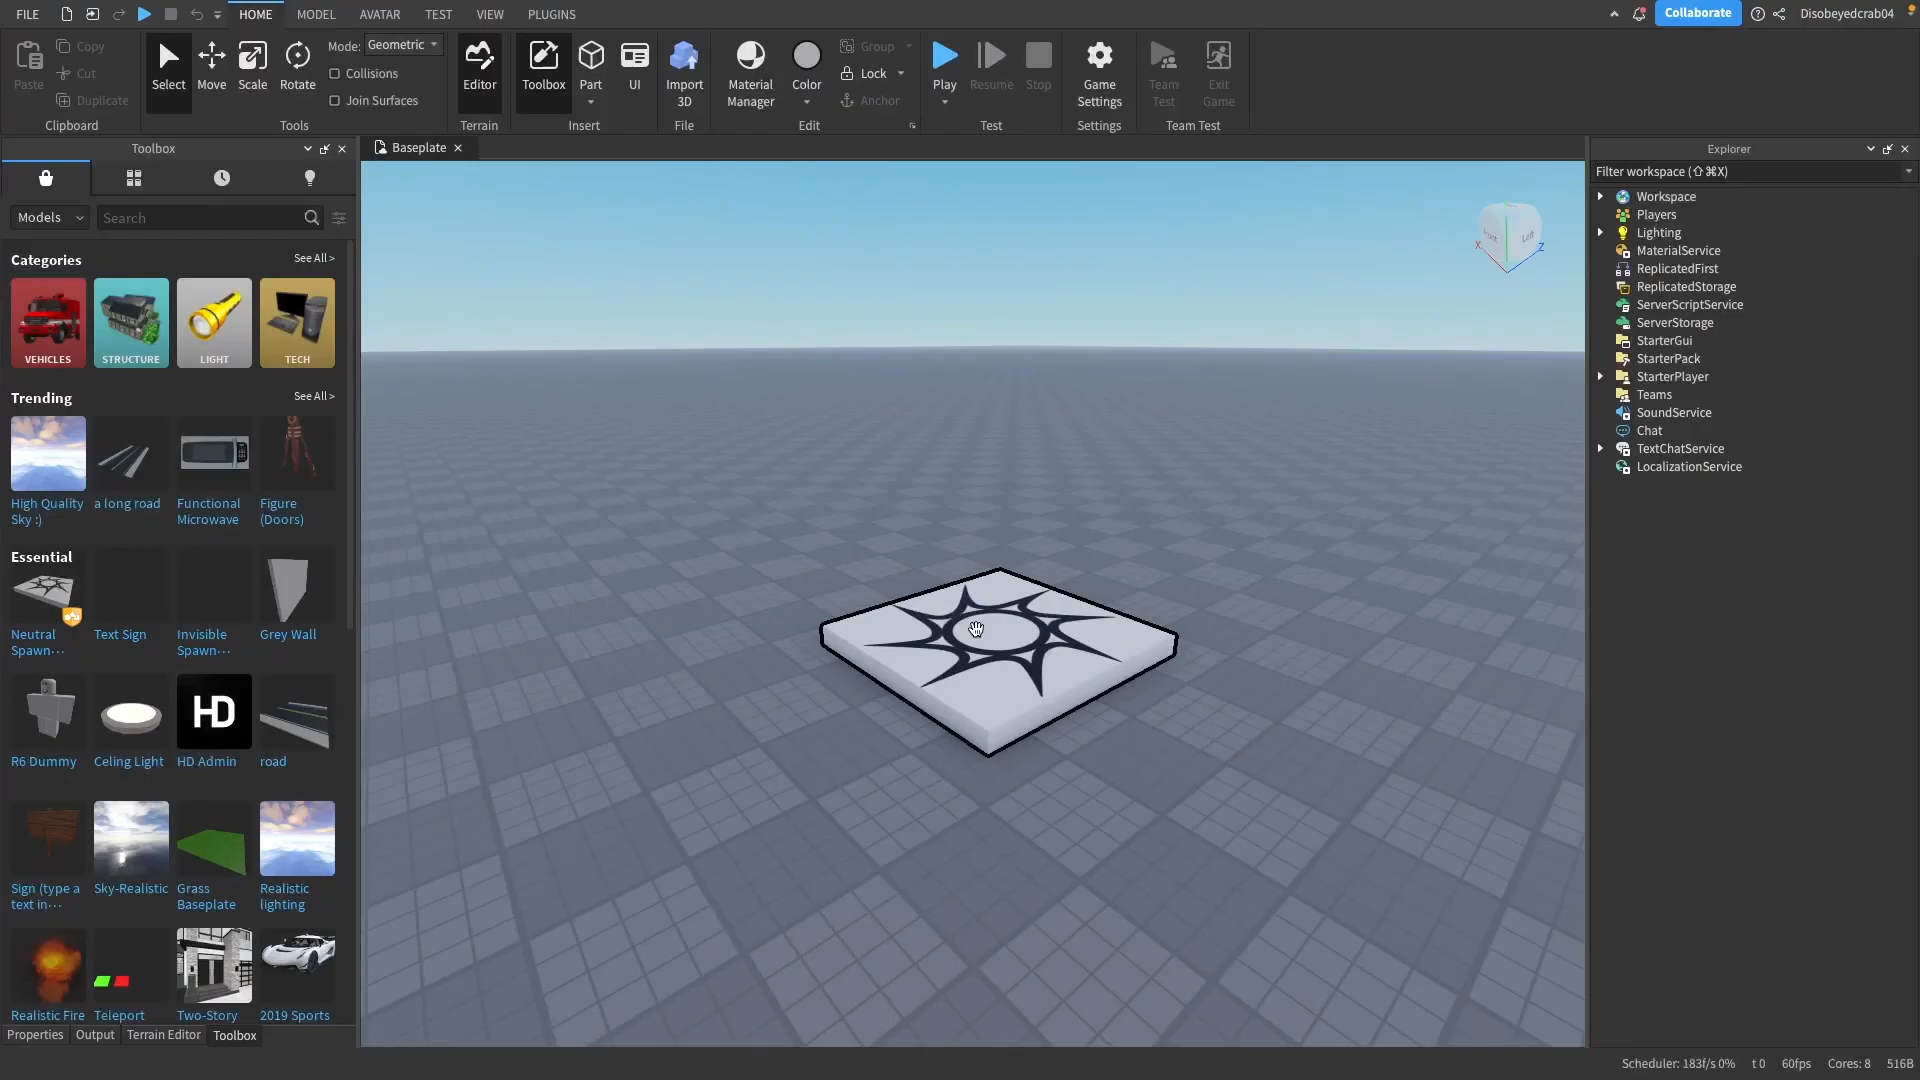 FILE
HOME
MODEL
AVATAR
TEST
VIEW
PLUGINS
Collaborate
Disobeyedcrab04
Paste
Copy
Cut
Duplicate
Clipboard
Select
Move
Scale
Rotate
Mode: Geometric
Collisions
Join Surfaces
Tools
Editor
Terrain
Toolbox
Part
UI
Insert
Import
3D
File
Material
Manager
Color
Group
Lock
Anchor
Edit
Play
Resume
Stop
Test
Game
Settings
Settings
Team
Test
Exit
Game
Team Test
Toolbox
Models
Search
Categories
See All >
VEHICLES
STRUCTURE
LIGHT
TECH
Trending
See All >
High Quality
Sky :)
a long road
Functional
Microwave
Figure
(Doors)
Essential
Neutral
Spawn···
Text Sign
Invisible
Spawn···
Grey Wall
HD
R6 Dummy
Celing Light
HD Admin
road
Sign (type a
text in···
Sky-Realistic
Grass
Baseplate
Realistic
lighting
Realistic Fire
Teleport
Two-Story
2019 Sports
Properties
Output
Terrain Editor
Toolbox
Baseplate
Front
Left
X
Z
Explorer
Filter workspace (⇧⌘X)
Workspace
Players
Lighting
MaterialService
ReplicatedFirst
ReplicatedStorage
ServerScriptService
ServerStorage
StarterGui
StarterPack
StarterPlayer
Teams
SoundService
Chat
TextChatService
LocalizationService
Scheduler: 183f/s 0%
t 0
60fps
Cores: 8
516B